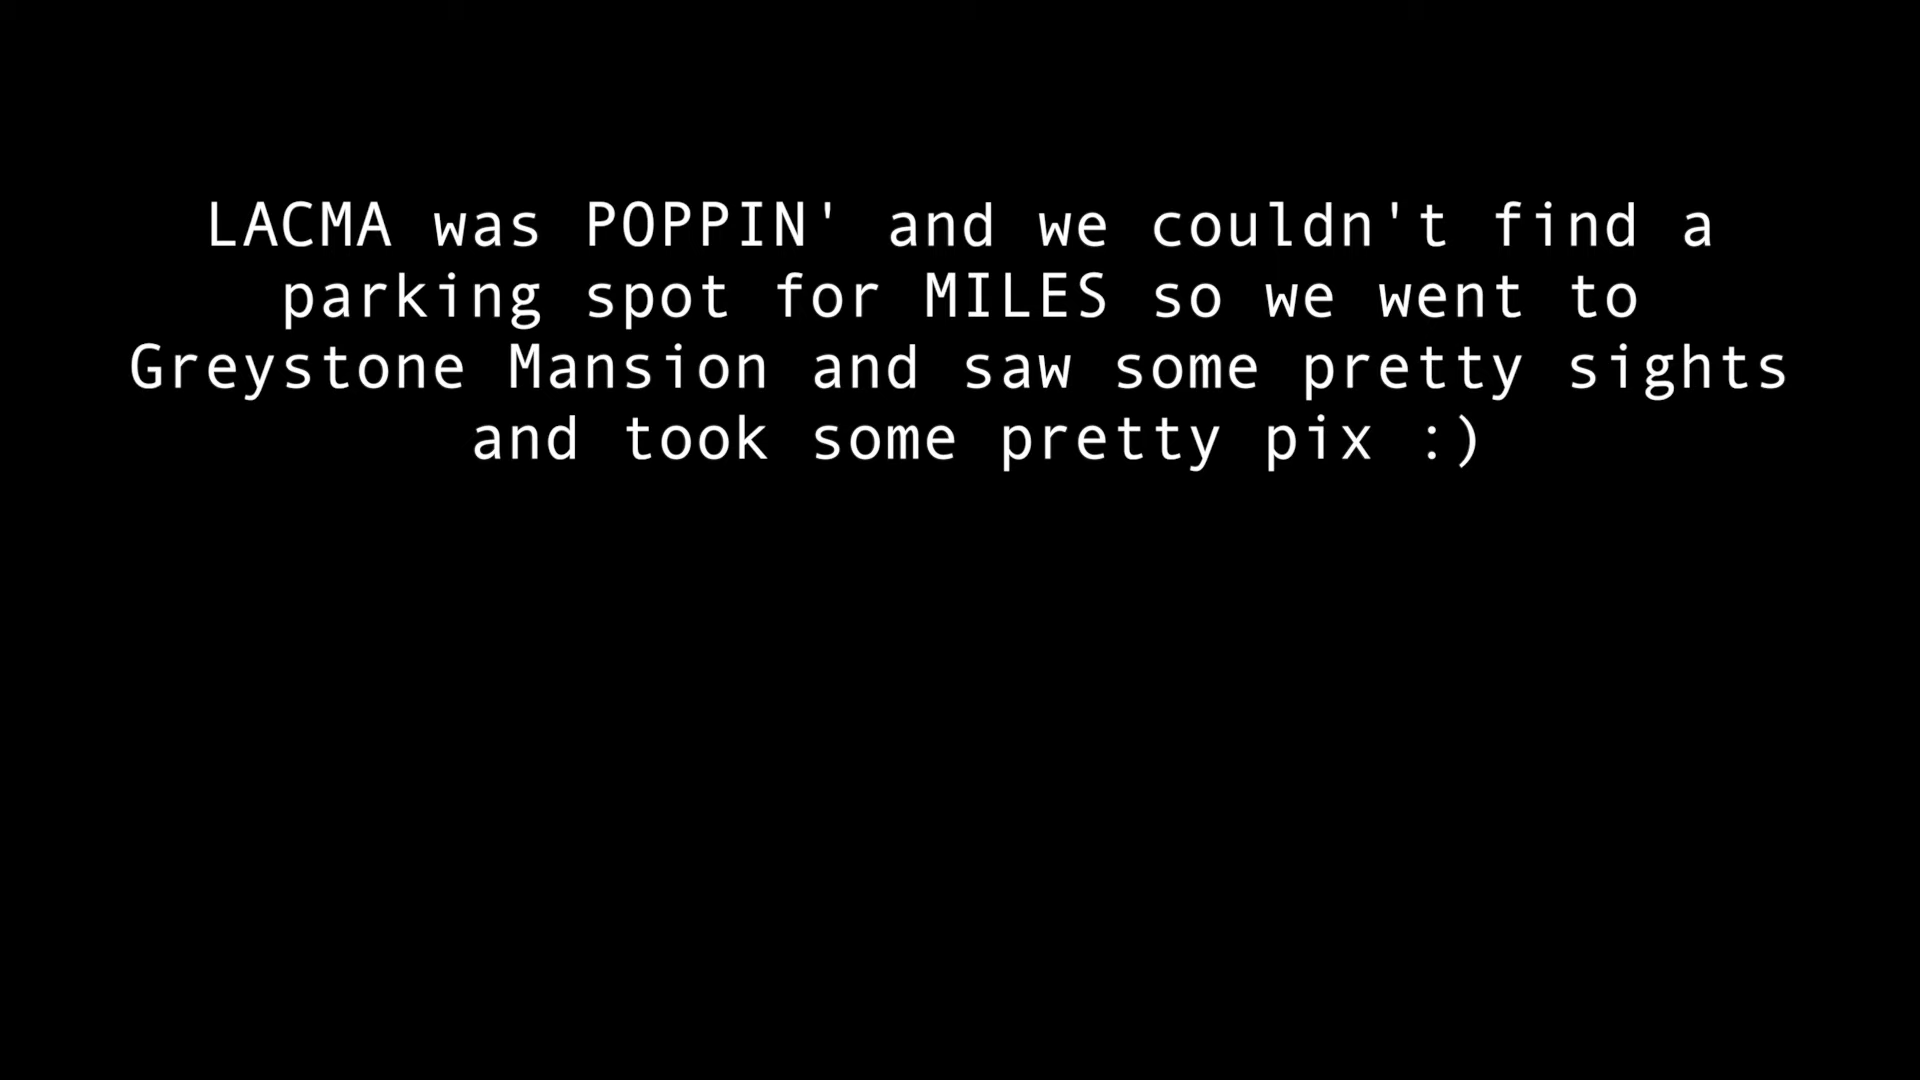 LACMA was POPPIN' and we couldn't find a
parking spot for MILES so we went to
Greystone Mansion and saw some pretty sights
and took some pretty pix :)